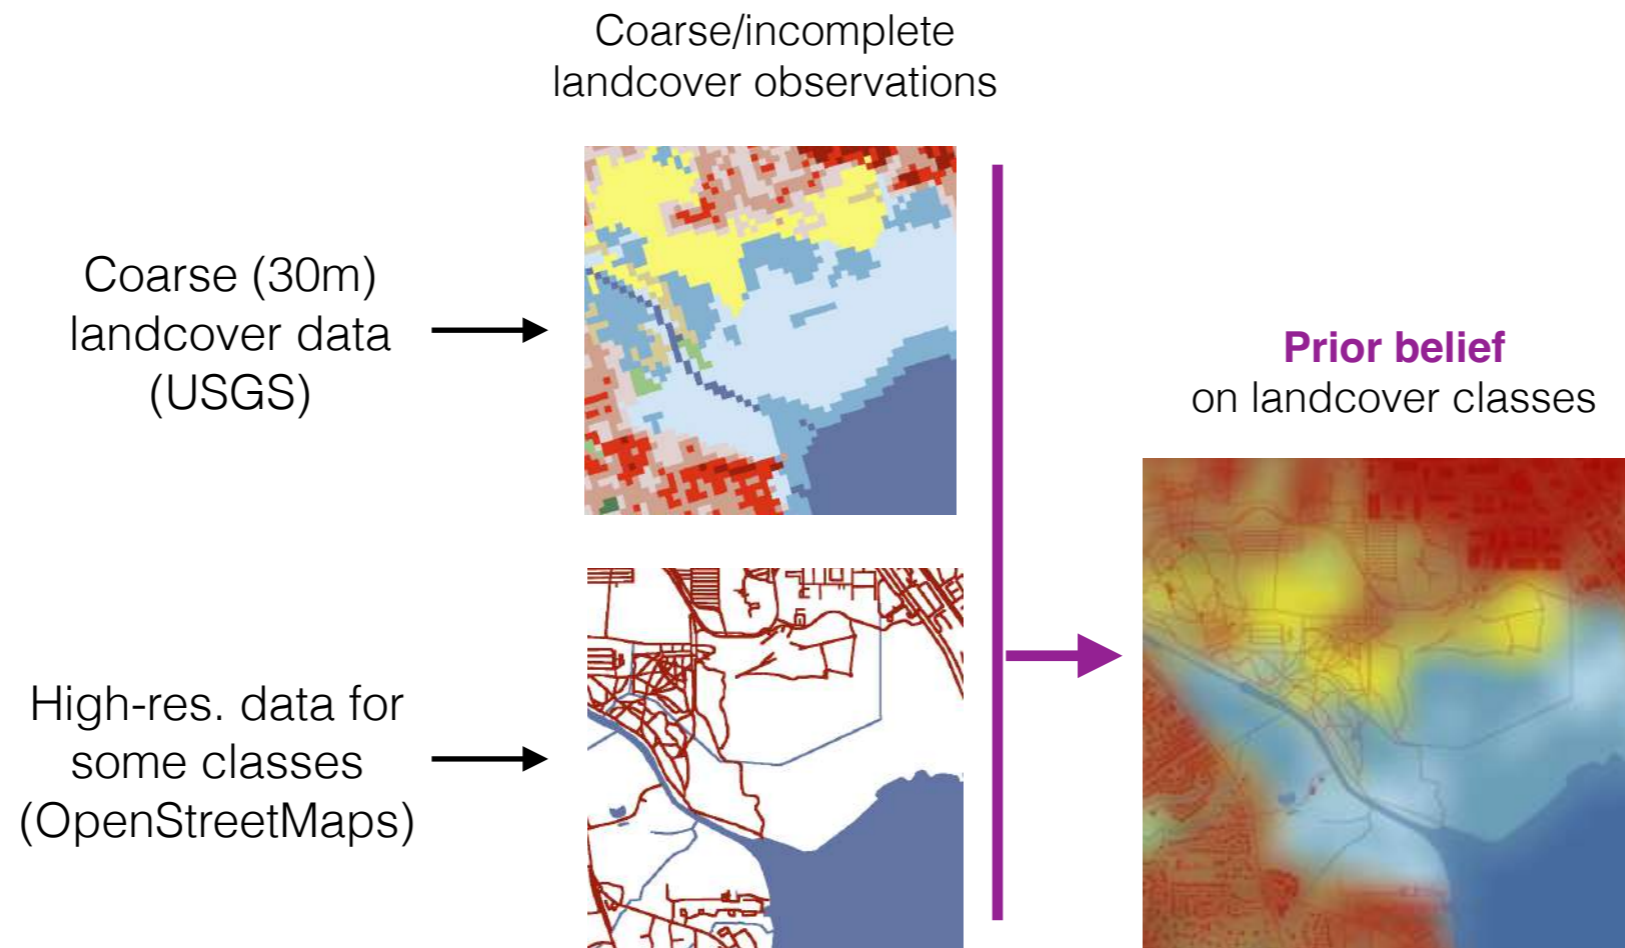 Coarse/incomplete
landcover observations
Coarse (30m)
landcover data
(USGS)
Prior belief
on landcover classes
High-res. data for
some classes
(OpenStreetMaps)